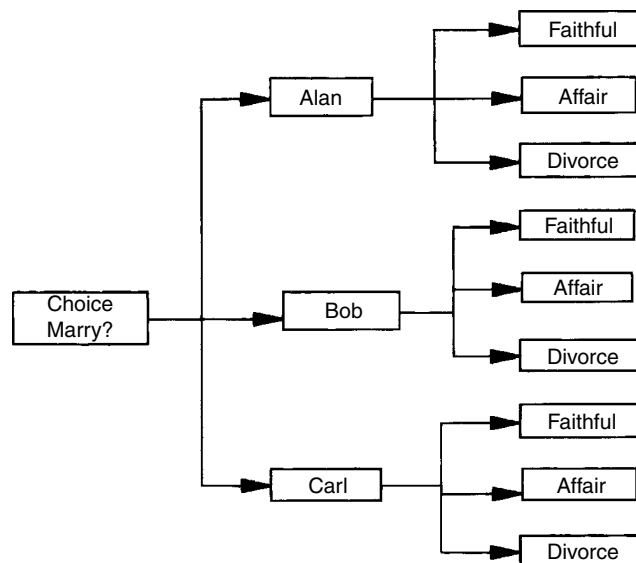 Faithful
Alan
Affair
Divorce
Faithful
Choice
Marry?
Bob
Affair
Divorce
Faithful
Carl
Affair
Divorce